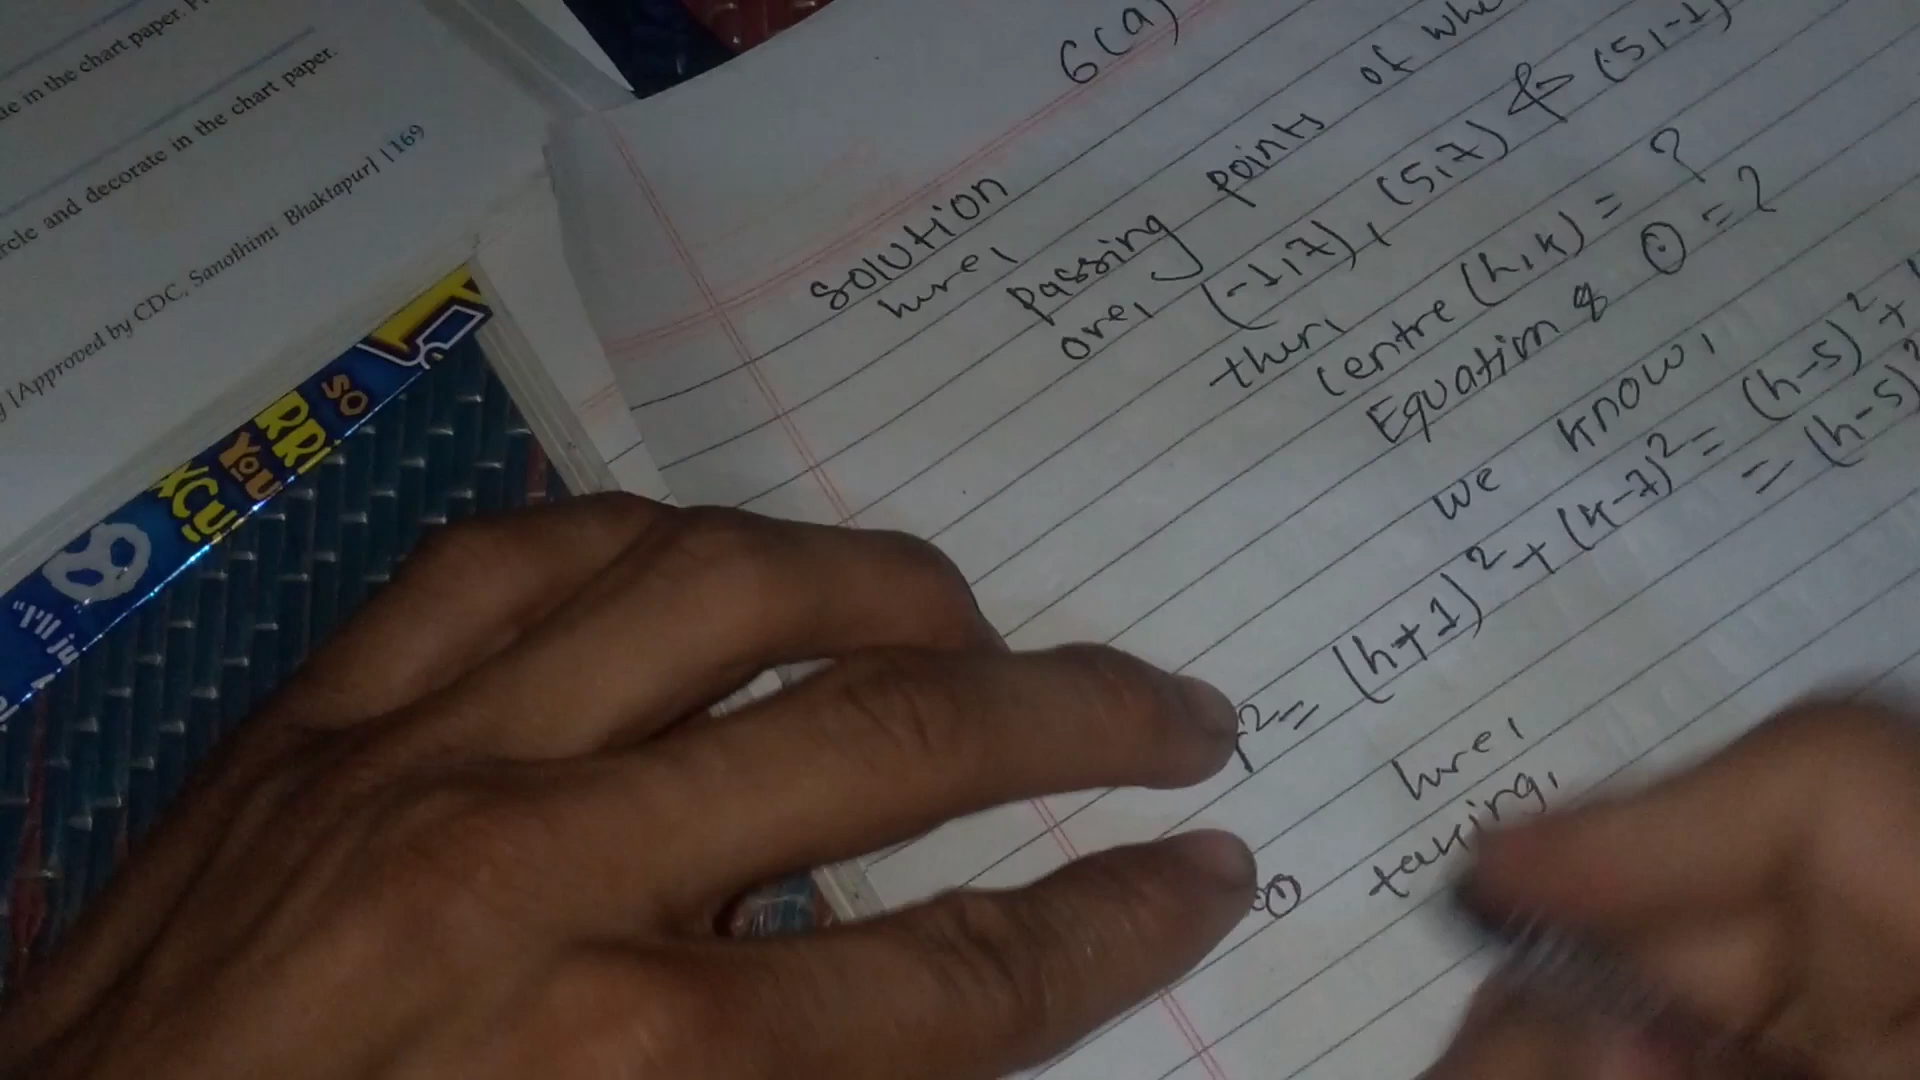 in the chart paper.
and decorate in the chart paper.
[Approved by CDC, Sanothimi Bhaktapur] | 169
SO
YOU
"I'll ju
6(a)
solution
here,
passing points of whe
are, (-1,7), (5,7) & (5,-1)
then,
centre (h,k) = ?
Equation of ⊙ = ?
we know,
r²= (h+1)²+(k-7)²= (h-5)²+
= (h-5)²
here,
taking,